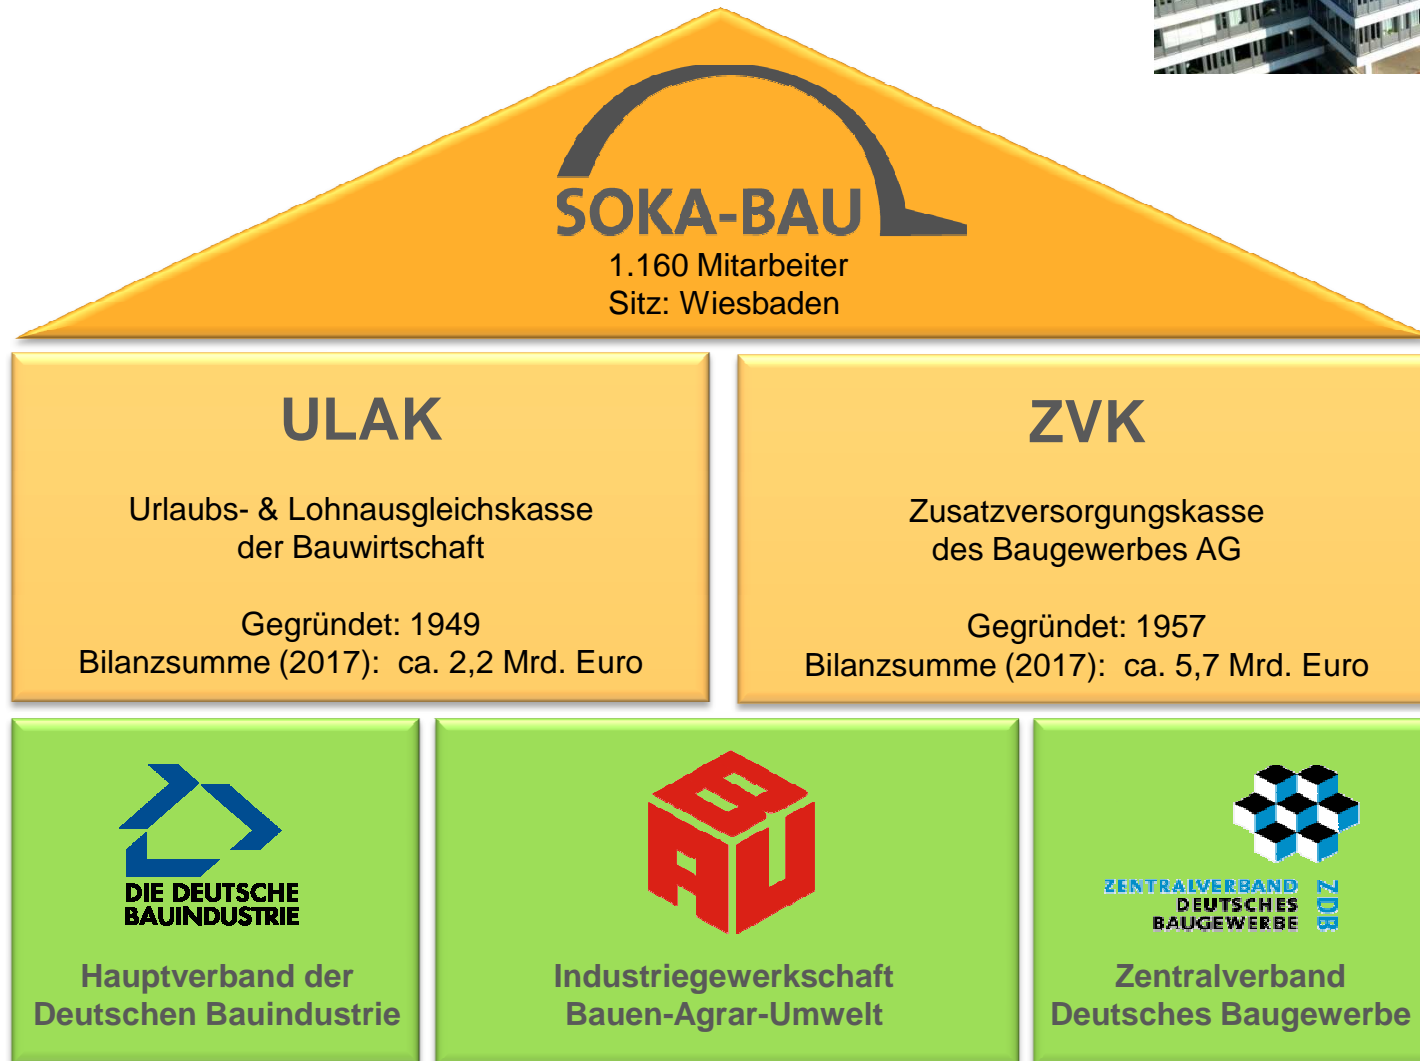 SOKA-BAU
1.160 Mitarbeiter
Sitz: Wiesbaden
ULAK
Urlaubs- & Lohnausgleichskasse
der Bauwirtschaft
Gegründet: 1949
Bilanzsumme (2017): ca. 2,2 Mrd. Euro
ZVK
Zusatzversorgungskasse
des Baugewerbes AG
Gegründet: 1957
Bilanzsumme (2017): ca. 5,7 Mrd. Euro
DIE DEUTSCHE
BAUINDUSTRIE
Hauptverband der
Deutschen Bauindustrie
BAU
Industriegewerkschaft
Bauen-Agrar-Umwelt
ZENTRALVERBAND
DEUTSCHES
BAUGEWERBE
ZDB
Zentralverband
Deutsches Baugewerbe